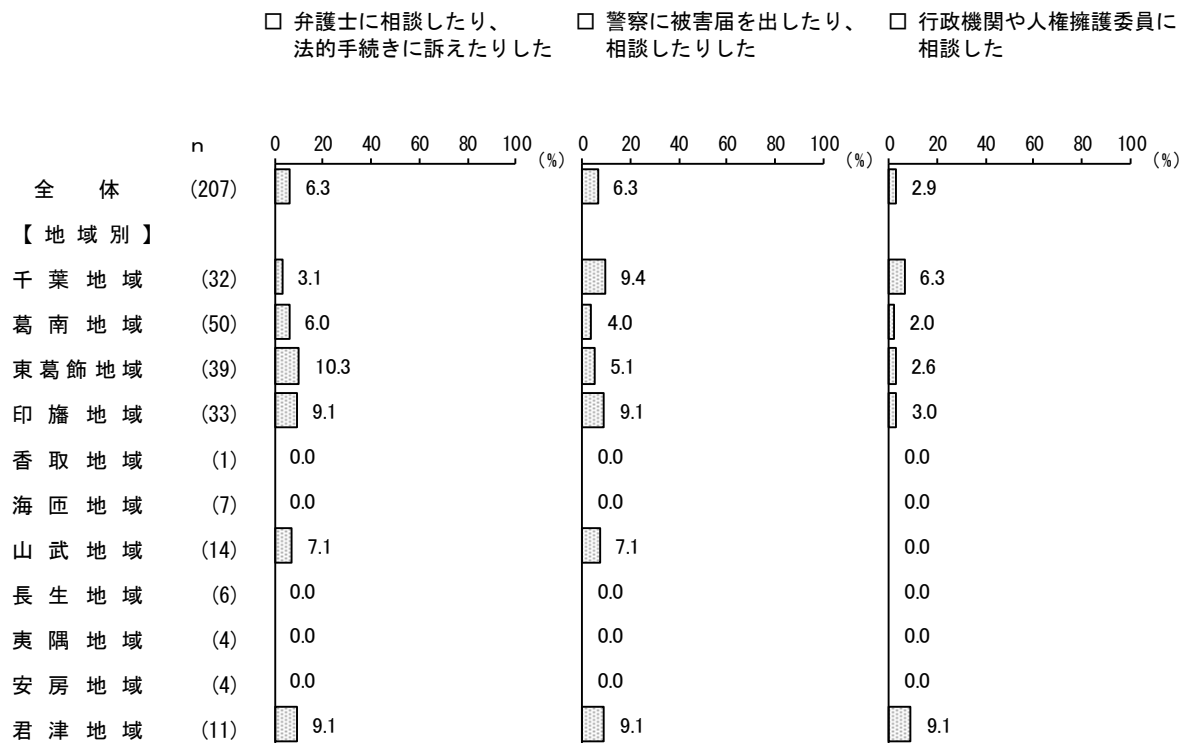 □ 弁護士に相談したり、
法的手続きに訴えたりした
□ 警察に被害届を出したり、
相談したりした
□ 行政機関や人権擁護委員に
相談した
n 0 20 40 60 80 100 (%) 0 20 40 60 80 100 (%) 0 20 40 60 80 100 (%)
全体 (207) 6.3 6.3 2.9
【地域別】
千葉地域 (32) 3.1 9.4 6.3
葛南地域 (50) 6.0 4.0 2.0
東葛飾地域 (39) 10.3 5.1 2.6
印旛地域 (33) 9.1 9.1 3.0
香取地域 (1) 0.0 0.0 0.0
海匝地域 (7) 0.0 0.0 0.0
山武地域 (14) 7.1 7.1 0.0
長生地域 (6) 0.0 0.0 0.0
夷隅地域 (4) 0.0 0.0 0.0
安房地域 (4) 0.0 0.0 0.0
君津地域 (11) 9.1 9.1 9.1